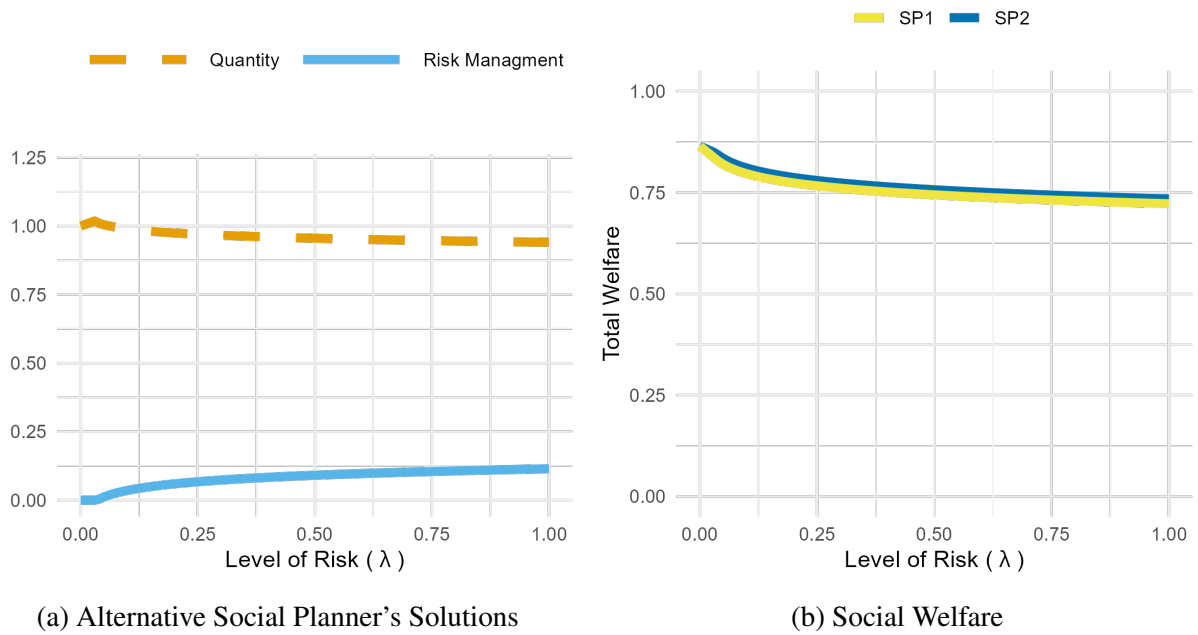 Quantity Risk Managment
1.25
1.00
0.75
0.50
0.25
0.00
0.00 0.25 0.50 0.75 1.00
Level of Risk ( λ )
(a) Alternative Social Planner's Solutions
SP1 SP2
Total Welfare
1.00
0.75
0.50
0.25
0.00
0.00 0.25 0.50 0.75 1.00
Level of Risk ( λ )
(b) Social Welfare